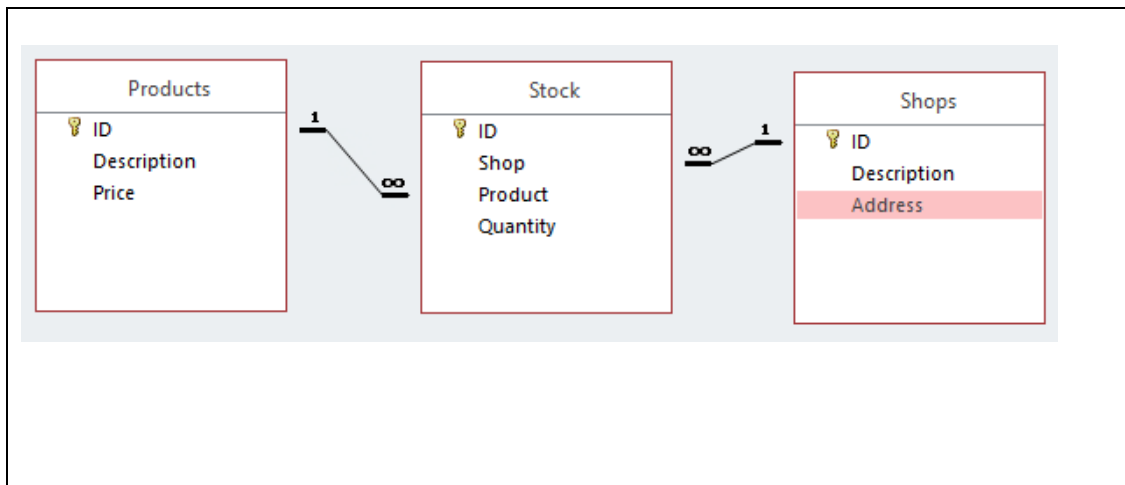 Products
ID
Description
Price
1
∞
Stock
ID
Shop
Product
Quantity
∞
1
Shops
ID
Description
Address